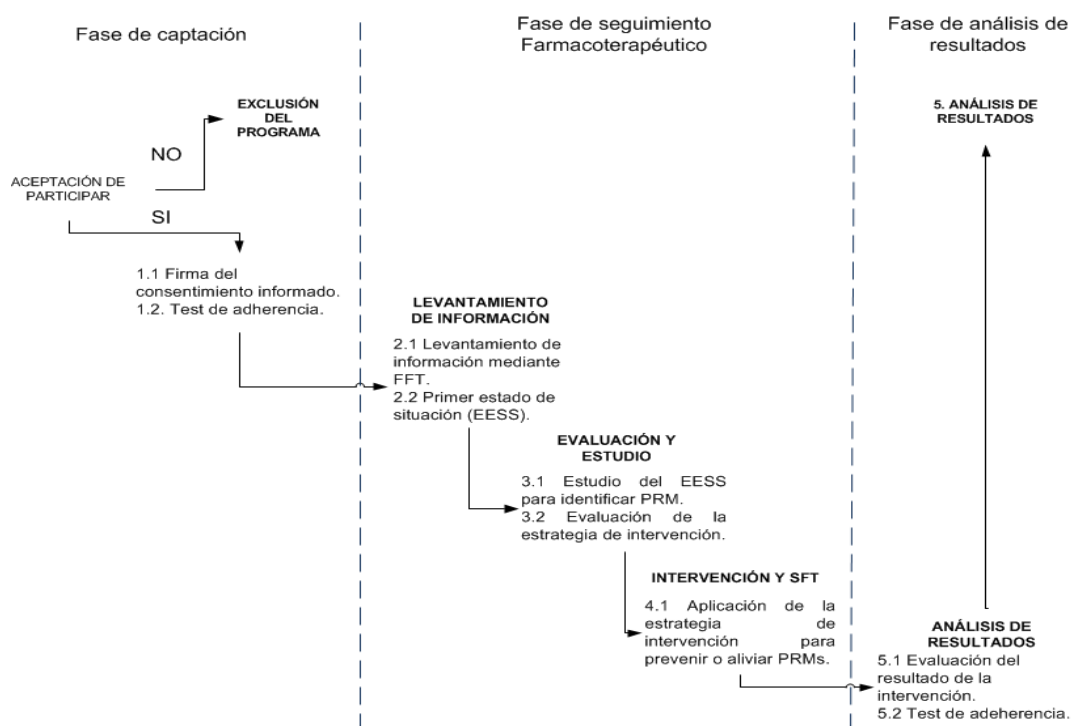 Fase de captación
Fase de seguimiento
Farmacoterapéutico
Fase de análisis de
resultados
EXCLUSIÓN
DEL
PROGRAMA
5. ANÁLISIS DE
RESULTADOS
NO
ACEPTACIÓN DE
PARTICIPAR
SI
1.1 Firma del
consentimiento informado.
1.2. Test de adherencia.
LEVANTAMIENTO
DE INFORMACIÓN
2.1 Levantamiento de
información mediante
FFT.
2.2 Primer estado de
situación (EESS).
EVALUACIÓN Y
ESTUDIO
3.1 Estudio del EESS
para identificar PRM.
3.2 Evaluación de la
estrategia de intervención.
INTERVENCIÓN Y SFT
4.1 Aplicación de la
estrategia de
intervención para
prevenir o aliviar PRMs.
ANÁLISIS DE
RESULTADOS
5.1 Evaluación del
resultado de la
intervención.
5.2 Test de adeherencia.